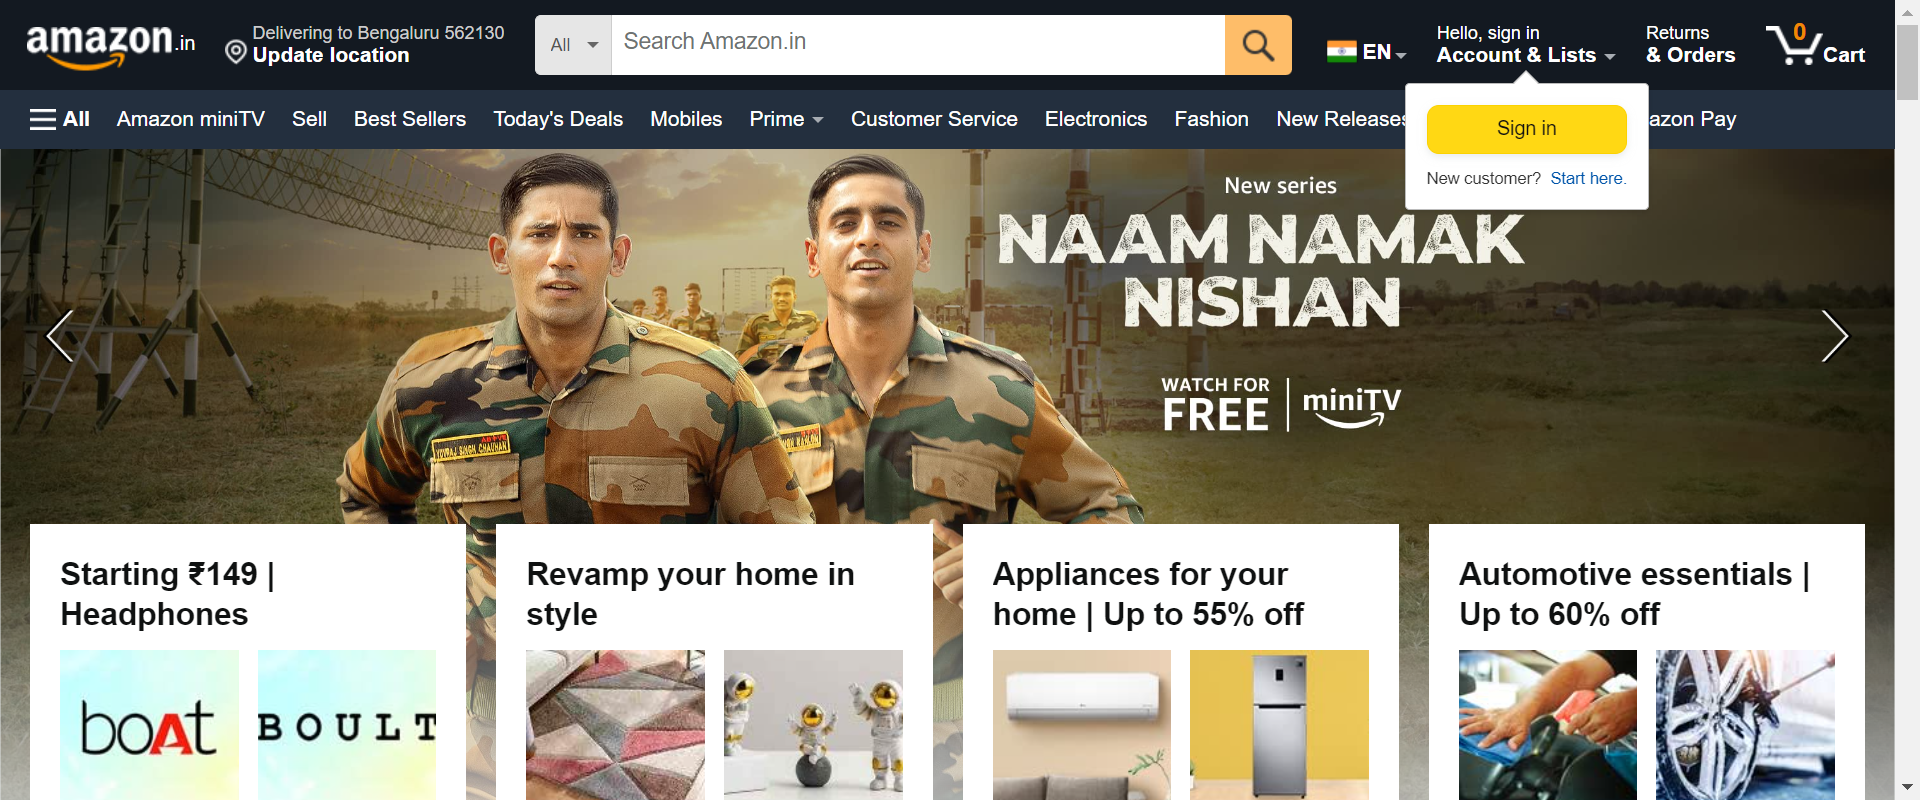 amazon.in
Delivering to Bengaluru 562130
Update location
All
Search Amazon.in
EN
Hello, sign in
Account & Lists
Returns
& Orders
0
Cart
All
Amazon miniTV
Sell
Best Sellers
Today's Deals
Mobiles
Prime
Customer Service
Electronics
Fashion
New Releases
azon Pay
Sign in
New customer? Start here.
New series
NAAM NAMAK
NISHAN
WATCH FOR
FREE
miniTV
YUVRAJ SINGH CHAUHAN
Starting ₹149 |
Headphones
boAt
BOULT
Revamp your home in
style
Appliances for your
home | Up to 55% off
Automotive essentials |
Up to 60% off